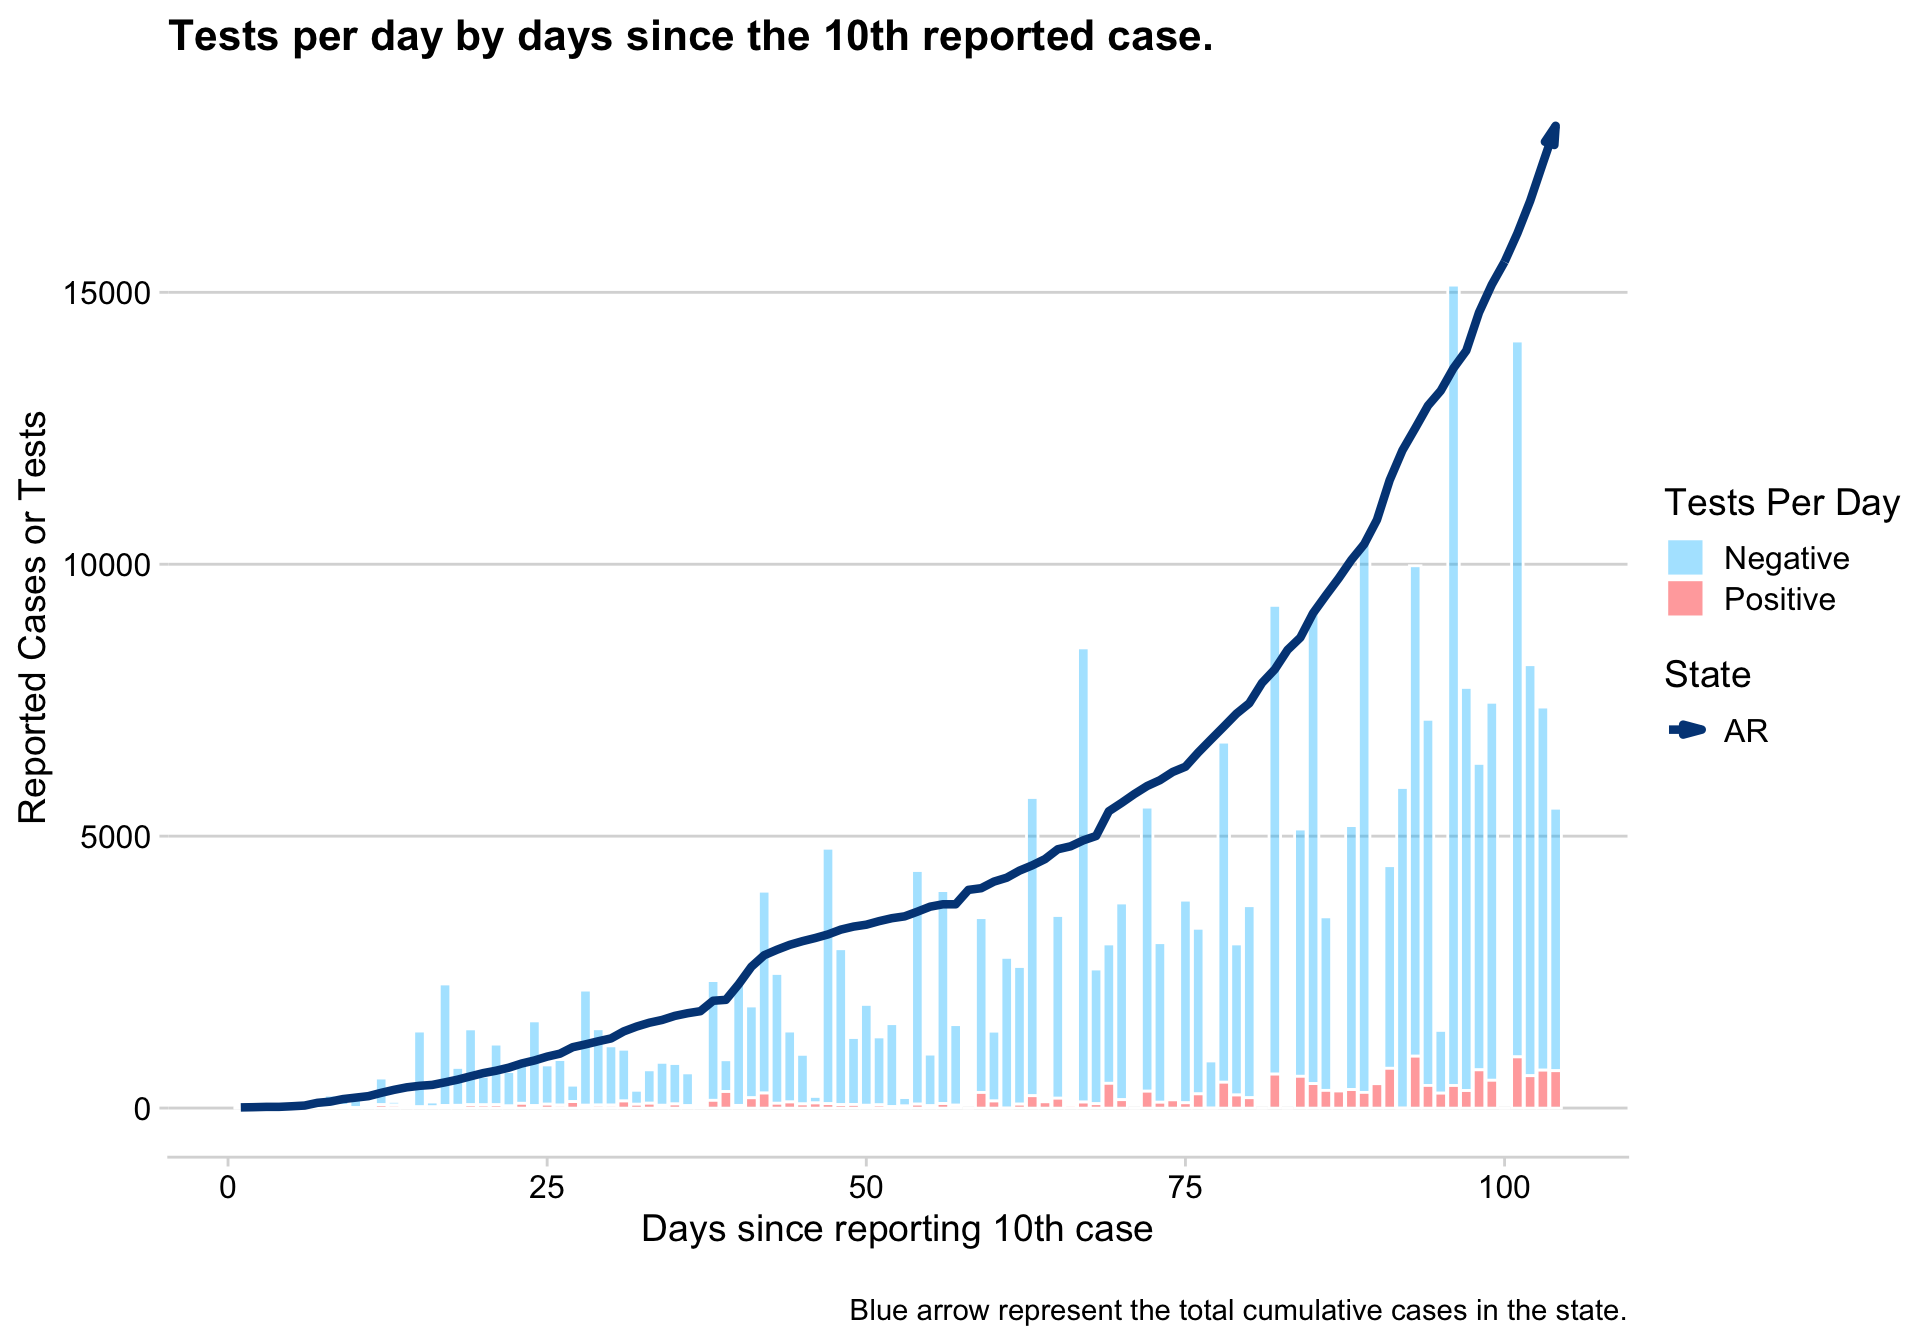 Tests per day by days since the 10th reported case.
Reported Cases or Tests
15000
10000
5000
0
0
25
50
75
100
Days since reporting 10th case
Tests Per Day
Negative
Positive
State
AR
Blue arrow represent the total cumulative cases in the state.